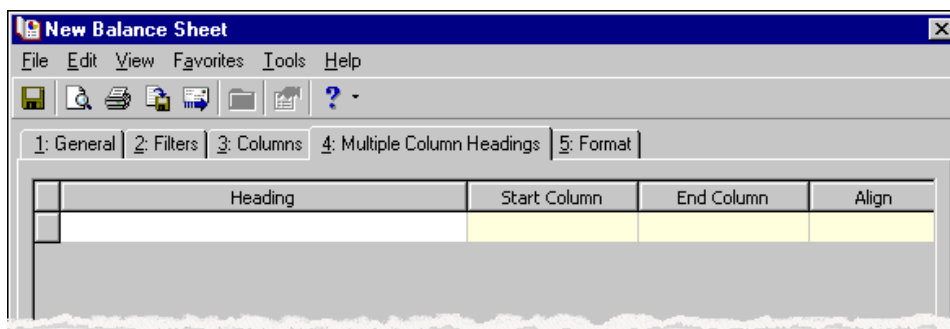 New Balance Sheet
File Edit View Favorites Tools Help
1: General 2: Filters 3: Columns 4: Multiple Column Headings 5: Format
Heading Start Column End Column Align